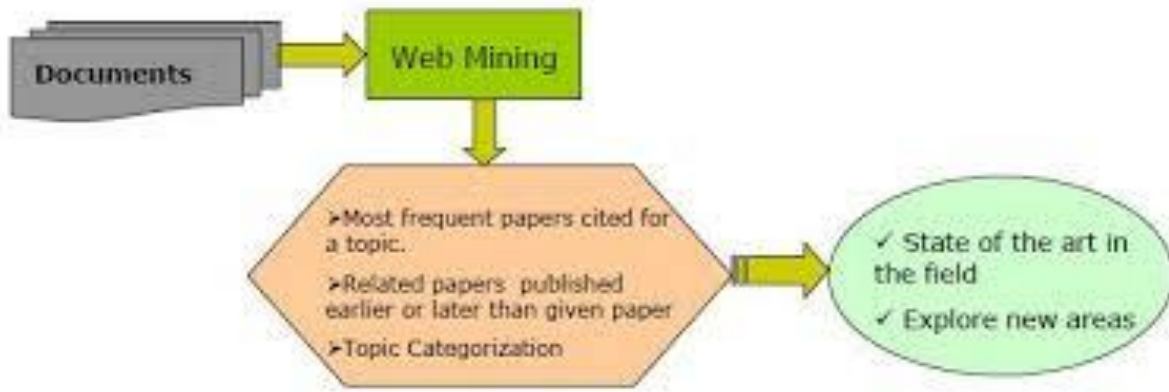 Documents
Web Mining
➢Most frequent papers cited for
a topic.
➢Related papers published
earlier or later than given paper
➢Topic Categorization
✓ State of the art in
the field
✓ Explore new areas